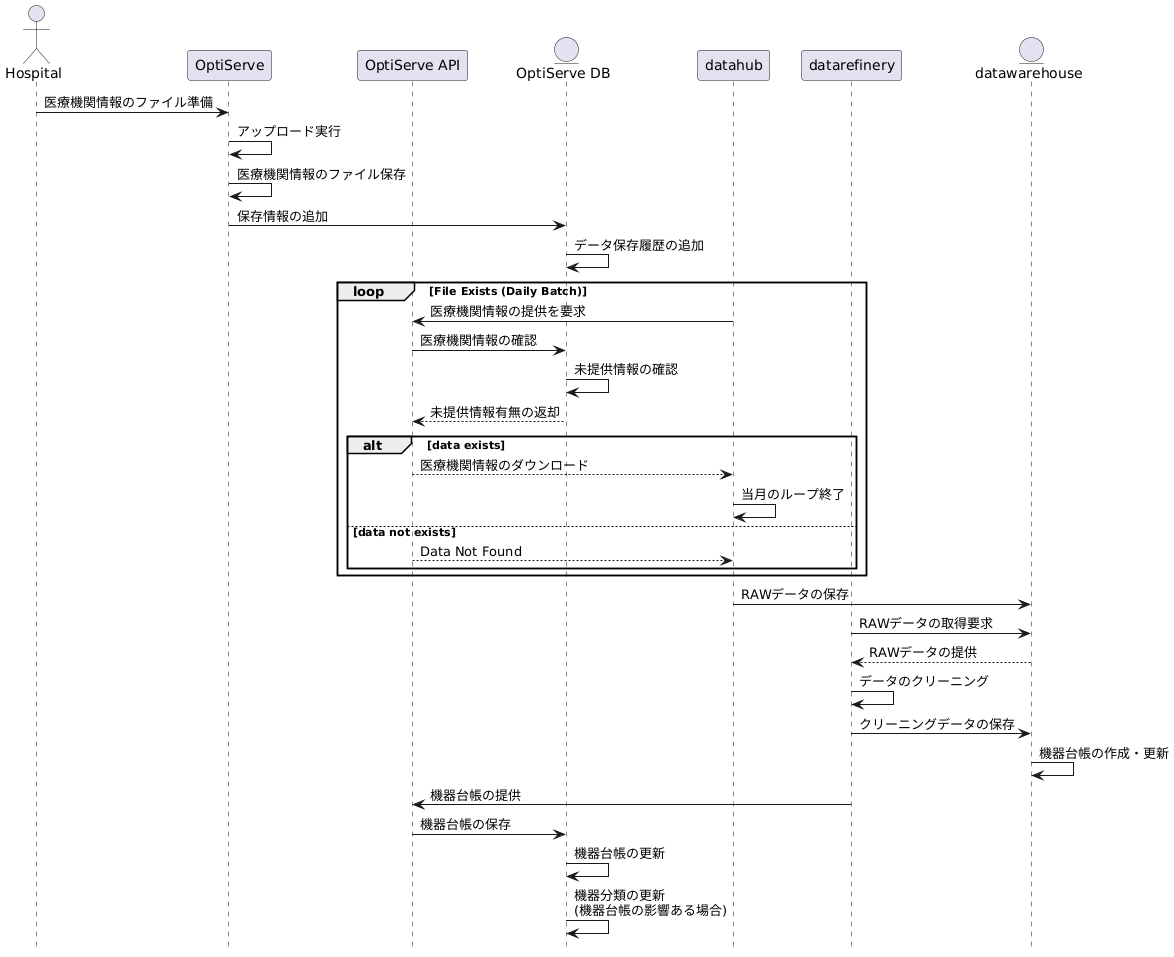 Hospital
OptiServe
OptiServe API
OptiServe DB
datahub
datarefinery
datawarehouse
医療機関情報のファイル準備
アップロード実行
医療機関情報のファイル保存
保存情報の追加
データ保存履歴の追加
loop
[File Exists (Daily Batch)]
医療機関情報の提供を要求
医療機関情報の確認
未提供情報の確認
未提供情報有無の返却
alt
[data exists]
医療機関情報のダウンロード
当月のループ終了
[data not exists]
Data Not Found
RAWデータの保存
RAWデータの取得要求
RAWデータの提供
データのクリーニング
クリーニングデータの保存
機器台帳の作成・更新
機器台帳の提供
機器台帳の保存
機器台帳の更新
機器分類の更新
(機器台帳の影響ある場合)